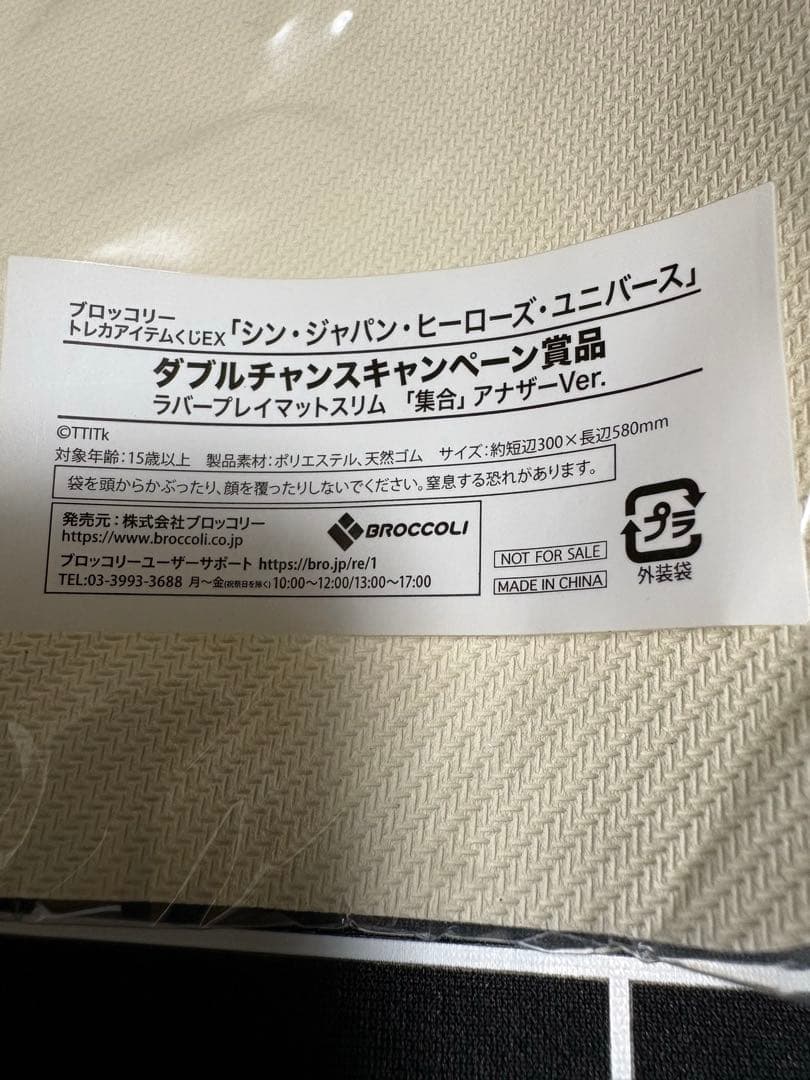 ブロッコリー
トレカアイテムくじEX「シン・ジャパン・ヒーローズ・ユニバース」
ダブルチャンスキャンペーン賞品
ラバープレイマットスリム 「集合」アナザーVer.
©TTITk
対象年齢:15歳以上 製品素材:ポリエステル、天然ゴム サイズ:約短辺300×長辺580mm
袋を頭からかぶったり、顔を覆ったりしないでください。窒息する恐れがあります。
発売元:株式会社ブロッコリー
https://www.broccoli.co.jp
BROCCOLI
ブロッコリーユーザーサポート https://bro.jp/re/1
TEL:03-3993-3688 月〜金(祝祭日を除く)10:00〜12:00/13:00〜17:00
NOT FOR SALE
MADE IN CHINA
プラ
外装袋